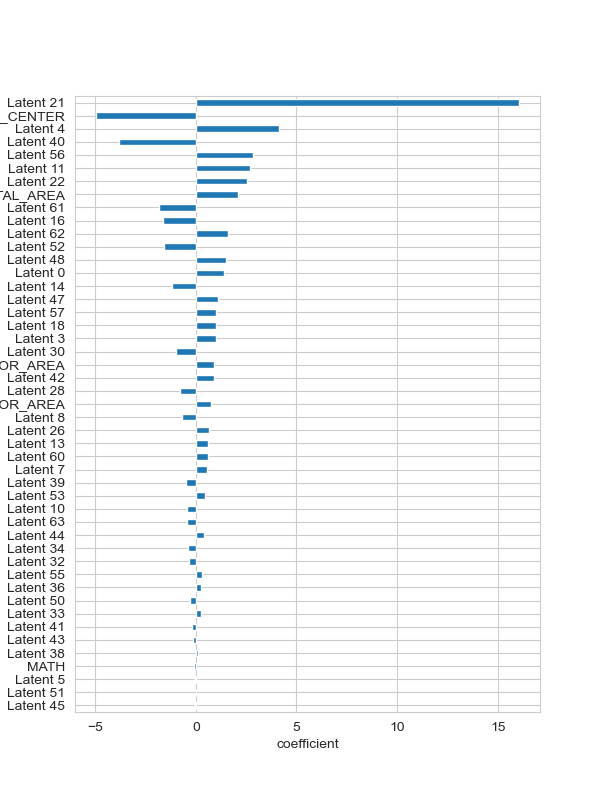 Latent 21
_CENTER
Latent 4
Latent 40
Latent 56
Latent 11
Latent 22
TAL_AREA
Latent 61
Latent 16
Latent 62
Latent 52
Latent 48
Latent 0
Latent 14
Latent 47
Latent 57
Latent 18
Latent 3
Latent 30
OR_AREA
Latent 42
Latent 28
OR_AREA
Latent 8
Latent 26
Latent 13
Latent 60
Latent 7
Latent 39
Latent 53
Latent 10
Latent 63
Latent 44
Latent 34
Latent 32
Latent 55
Latent 36
Latent 50
Latent 33
Latent 41
Latent 43
Latent 38
MATH
Latent 5
Latent 51
Latent 45
−5 0 5 10 15
coefficient